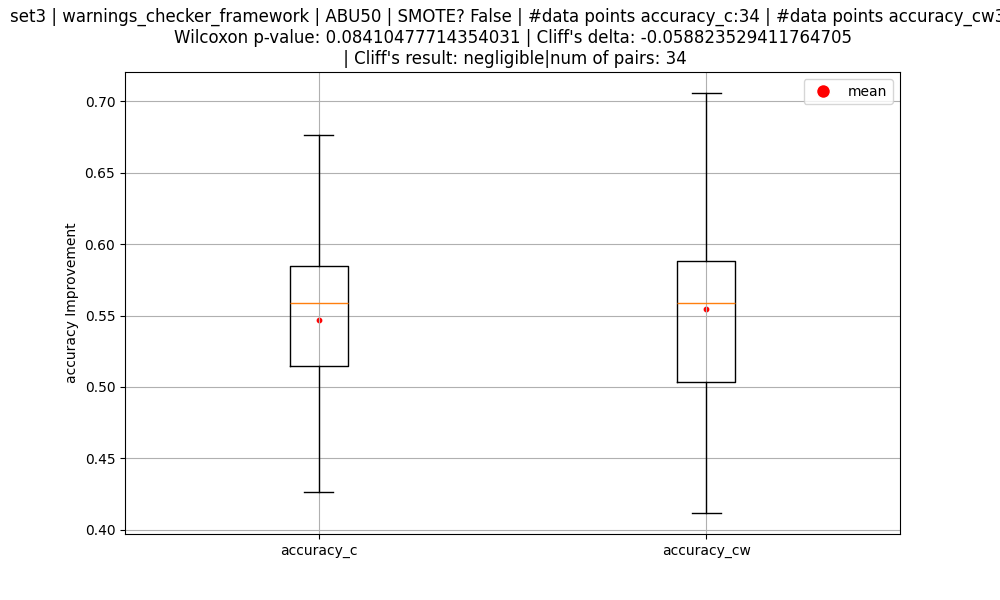 set3 | warnings_checker_framework | ABU50 | SMOTE? False | #data points accuracy_c:34 | #data points accuracy_cw3
Wilcoxon p-value: 0.08410477714354031 | Cliff's delta: -0.058823529411764705
| Cliff's result: negligible|num of pairs: 34
mean
0.70
0.65
0.60
0.55
0.50
0.45
0.40
accuracy Improvement
accuracy_c
accuracy_cw